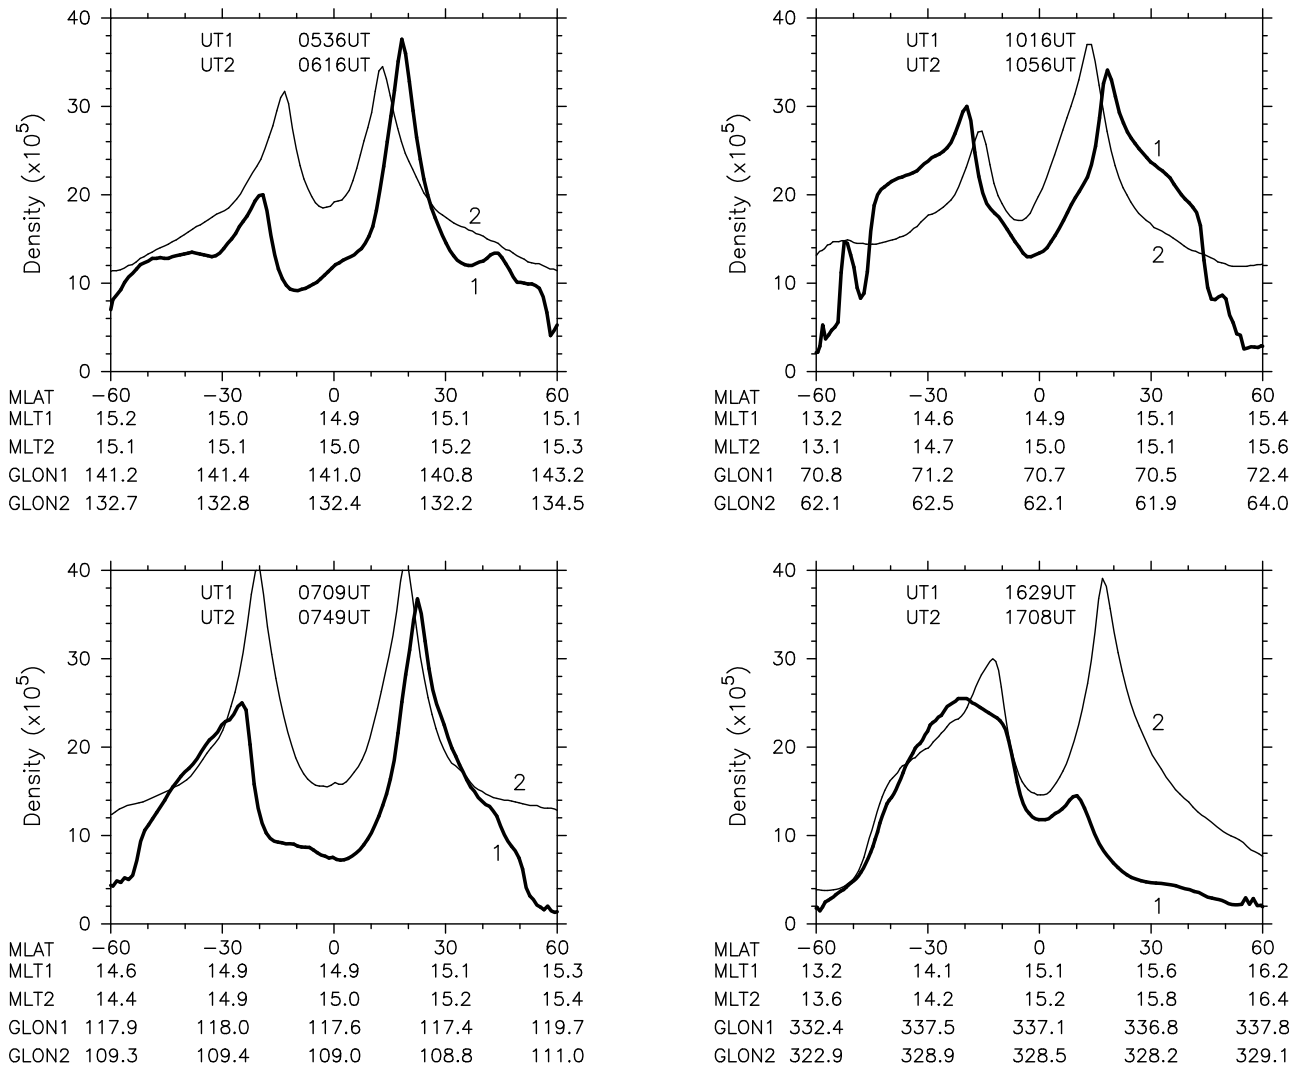 40
30
20
10
0
Density (x10⁵)
UT1 0536UT
UT2 0616UT
2
1
MLAT −60 −30 0 30 60
MLT1 15.2 15.0 14.9 15.1 15.1
MLT2 15.1 15.1 15.0 15.2 15.3
GLON1 141.2 141.4 141.0 140.8 143.2
GLON2 132.7 132.8 132.4 132.2 134.5
40
30
20
10
0
Density (x10⁵)
UT1 1016UT
UT2 1056UT
1
2
MLAT −60 −30 0 30 60
MLT1 13.2 14.6 14.9 15.1 15.4
MLT2 13.1 14.7 15.0 15.1 15.6
GLON1 70.8 71.2 70.7 70.5 72.4
GLON2 62.1 62.5 62.1 61.9 64.0
40
30
20
10
0
Density (x10⁵)
UT1 0709UT
UT2 0749UT
2
1
MLAT −60 −30 0 30 60
MLT1 14.6 14.9 14.9 15.1 15.3
MLT2 14.4 14.9 15.0 15.2 15.4
GLON1 117.9 118.0 117.6 117.4 119.7
GLON2 109.3 109.4 109.0 108.8 111.0
40
30
20
10
0
Density (x10⁵)
UT1 1629UT
UT2 1708UT
2
1
MLAT −60 −30 0 30 60
MLT1 13.2 14.1 15.1 15.6 16.2
MLT2 13.6 14.2 15.2 15.8 16.4
GLON1 332.4 337.5 337.1 336.8 337.8
GLON2 322.9 328.9 328.5 328.2 329.1